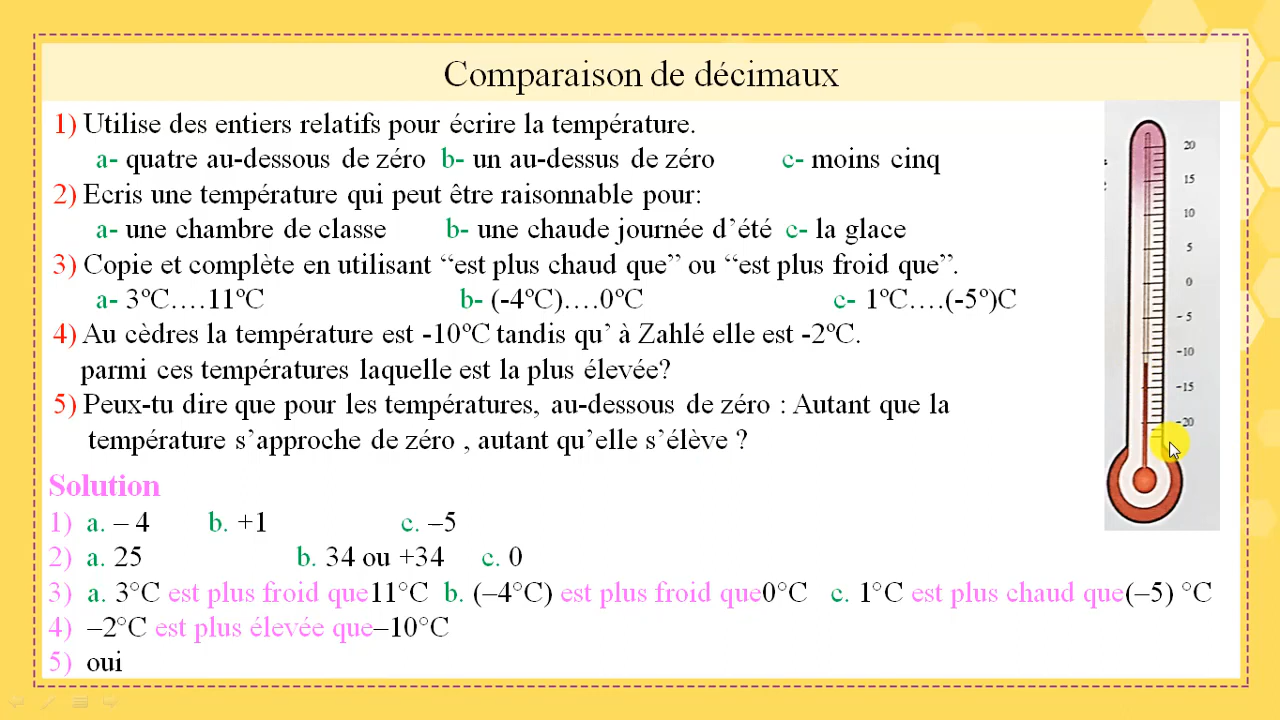 Comparaison de décimaux
1) Utilise des entiers relatifs pour écrire la température.
a- quatre au-dessous de zéro b- un au-dessus de zéro c- moins cinq
2) Ecris une température qui peut être raisonnable pour:
a- une chambre de classe b- une chaude journée d’été c- la glace
3) Copie et complète en utilisant “est plus chaud que” ou “est plus froid que”.
a- 3ºC….11ºC b- (-4ºC)….0ºC c- 1ºC….(-5º)C
4) Au cèdres la température est -10ºC tandis qu’ à Zahlé elle est -2ºC.
parmi ces températures laquelle est la plus élevée?
5) Peux-tu dire que pour les températures, au-dessous de zéro : Autant que la
température s’approche de zéro , autant qu’elle s’élève ?
20
15
10
5
0
-5
-10
-15
-20
Solution
1) a. – 4 b. +1 c. –5
2) a. 25 b. 34 ou +34 c. 0
3) a. 3°C est plus froid que11°C b. (–4°C) est plus froid que0°C c. 1°C est plus chaud que(–5) °C
4) –2°C est plus élevée que–10°C
5) oui